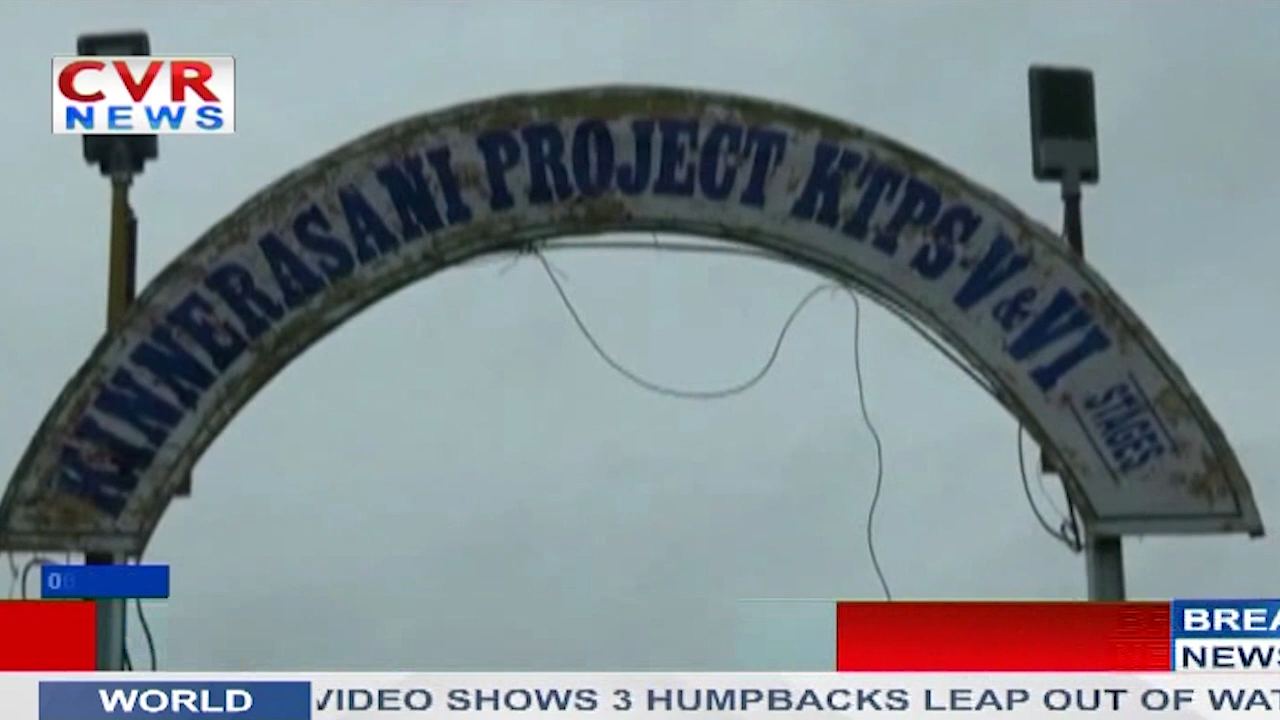 CVR
NEWS
KINNERASANI PROJECT KTPS-V & VI STAGES
BREA
NEWS
WORLD VIDEO SHOWS 3 HUMPBACKS LEAP OUT OF WAT